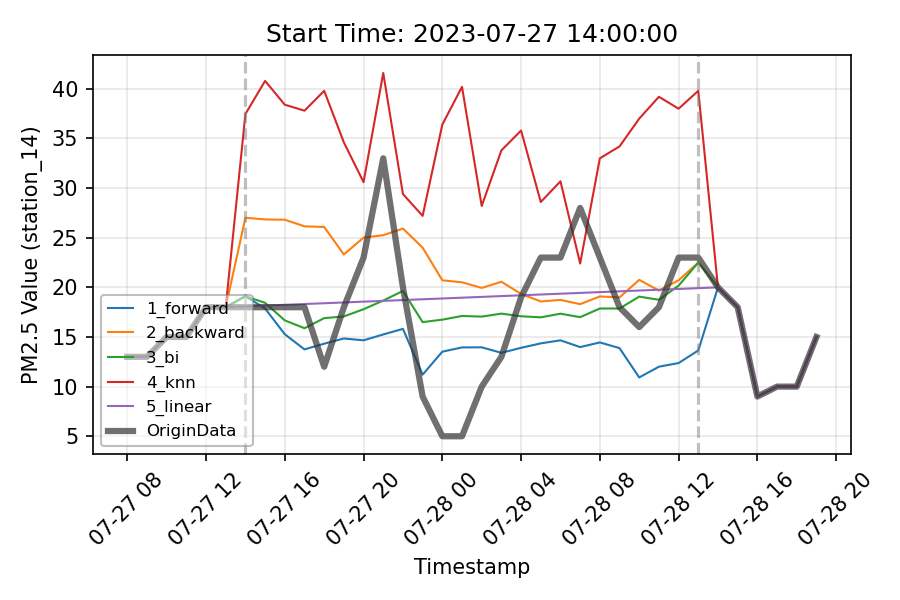 Start Time: 2023-07-27 14:00:00
PM2.5 Value (station_14)
40
35
30
25
20
15
10
5
1_forward
2_backward
3_bi
4_knn
5_linear
OriginData
07-27 08
07-27 12
07-27 16
07-27 20
07-28 00
07-28 04
07-28 08
07-28 12
07-28 16
07-28 20
Timestamp